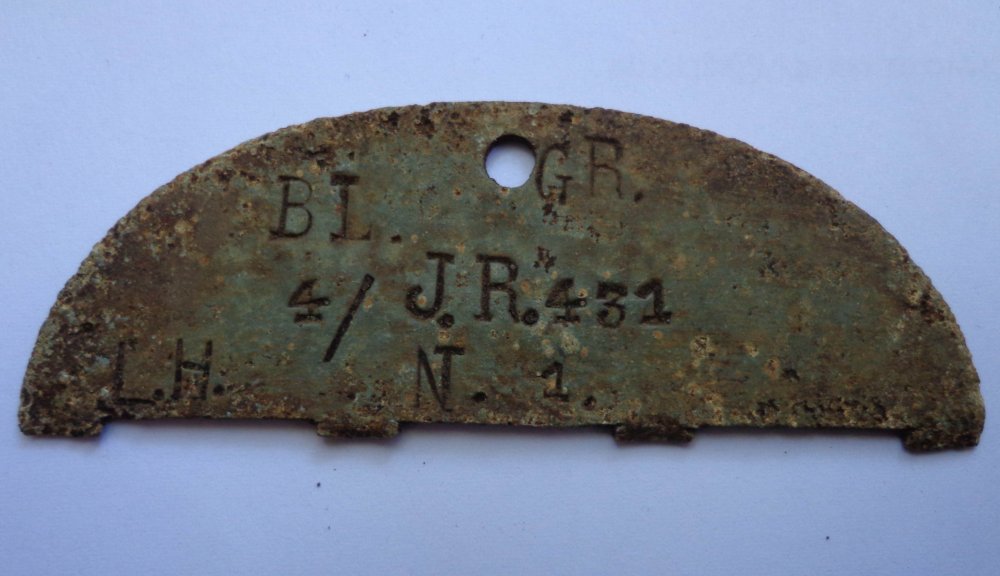 BL. GR.
4/ J.R.431
L.H. N. 1.